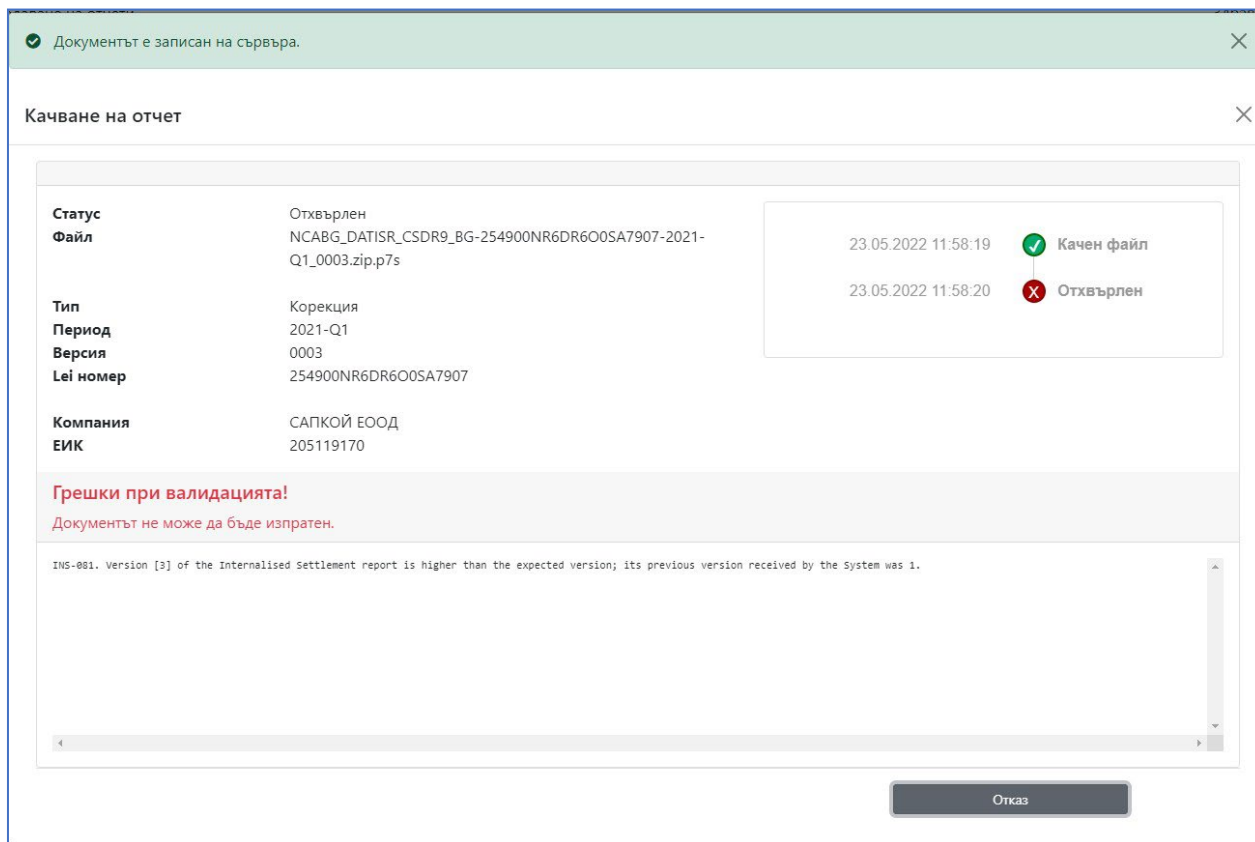 Документът е записан на сървъра.
Качване на отчет
Статус Отхвърлен
Файл NCABG_DATISR_CSDR9_BG-254900NR6DR6O0SA7907-2021-
Q1_0003.zip.p7s
Тип Корекция
Период 2021-Q1
Версия 0003
Lei номер 254900NR6DR6O0SA7907
Компания САПКОЙ ЕООД
ЕИК 205119170
23.05.2022 11:58:19 Качен файл
23.05.2022 11:58:20 Отхвърлен
Грешки при валидацията!
Документът не може да бъде изпратен.
INS-081. Version [3] of the Internalised Settlement report is higher than the expected version; its previous version received by the System was 1.
Отказ